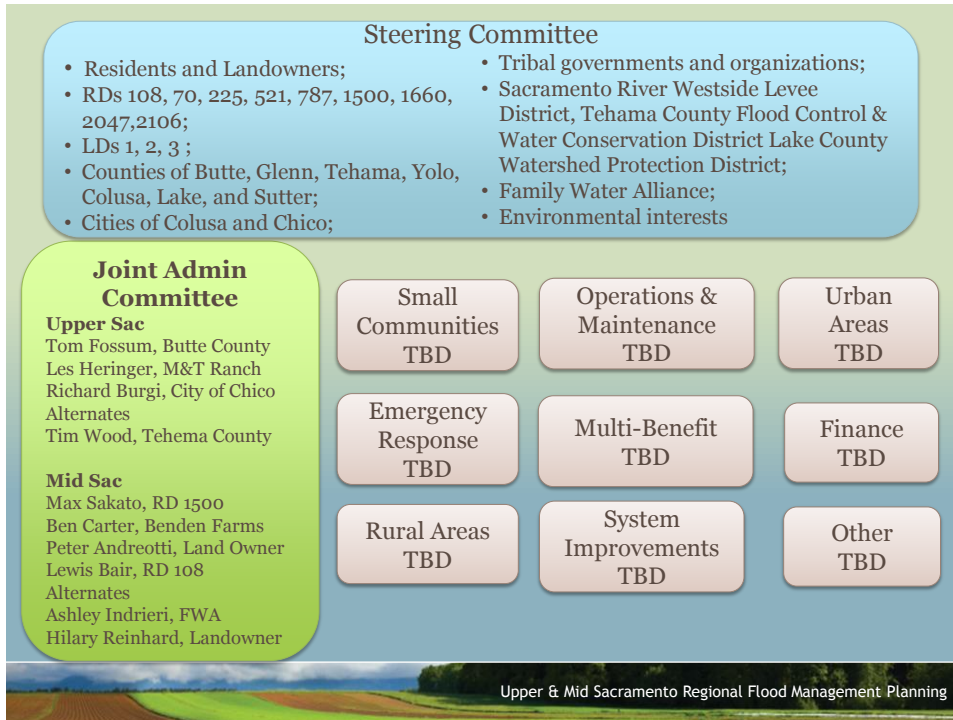 Steering Committee
• Residents and Landowners;
• RDs 108, 70, 225, 521, 787, 1500, 1660,
2047,2106;
• LDs 1, 2, 3 ;
• Counties of Butte, Glenn, Tehama, Yolo,
Colusa, Lake, and Sutter;
• Cities of Colusa and Chico;
• Tribal governments and organizations;
• Sacramento River Westside Levee
District, Tehama County Flood Control &
Water Conservation District Lake County
Watershed Protection District;
• Family Water Alliance;
• Environmental interests
Joint Admin
Committee
Upper Sac
Tom Fossum, Butte County
Les Heringer, M&T Ranch
Richard Burgi, City of Chico
Alternates
Tim Wood, Tehema County
Mid Sac
Max Sakato, RD 1500
Ben Carter, Benden Farms
Peter Andreotti, Land Owner
Lewis Bair, RD 108
Alternates
Ashley Indrieri, FWA
Hilary Reinhard, Landowner
Small
Communities
TBD
Operations &
Maintenance
TBD
Urban
Areas
TBD
Emergency
Response
TBD
Multi-Benefit
TBD
Finance
TBD
Rural Areas
TBD
System
Improvements
TBD
Other
TBD
Upper & Mid Sacramento Regional Flood Management Planning